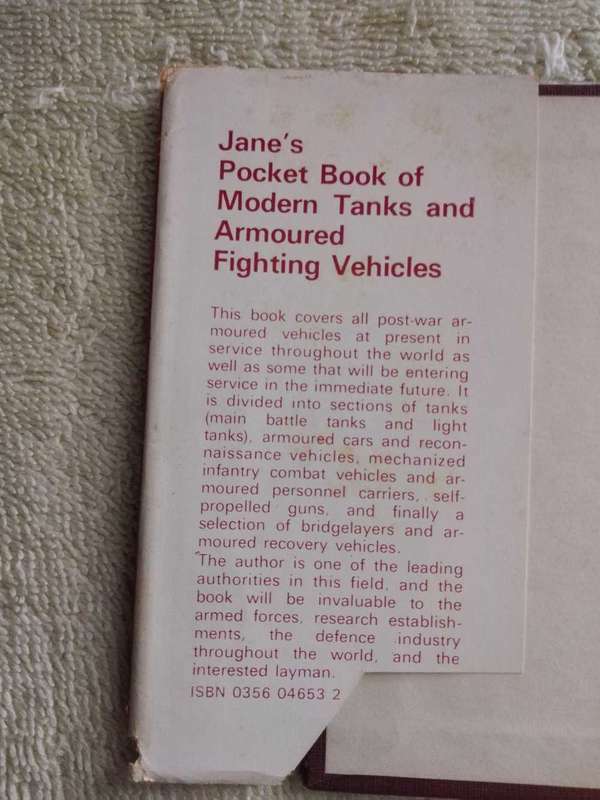 Jane's
Pocket Book of
Modern Tanks and
Armoured
Fighting Vehicles
This book covers all post-war ar-
moured vehicles at present in
service throughout the world as
well as some that will be entering
service in the immediate future. It
is divided into sections of tanks
(main battle tanks and light
tanks), armoured cars and recon-
naissance vehicles, mechanized
infantry combat vehicles and ar-
moured personnel carriers, self-
propelled guns, and finally a
selection of bridgelayers and ar-
moured recovery vehicles.
The author is one of the leading
authorities in this field, and the
book will be invaluable to the
armed forces, research establish-
ments, the defence industry
throughout the world, and the
interested layman.
ISBN 0356 04653 2